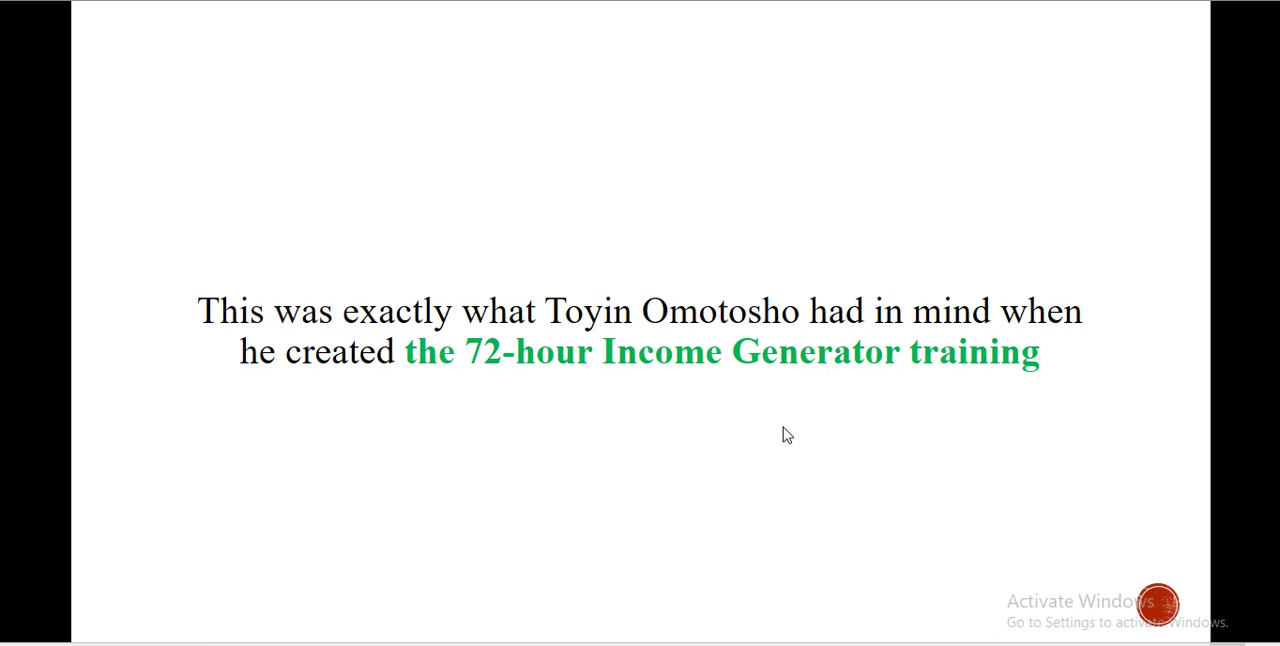 This was exactly what Toyin Omotosho had in mind when
he created the 72-hour Income Generator training
Activate Windows
Go to Settings to activate Windows.